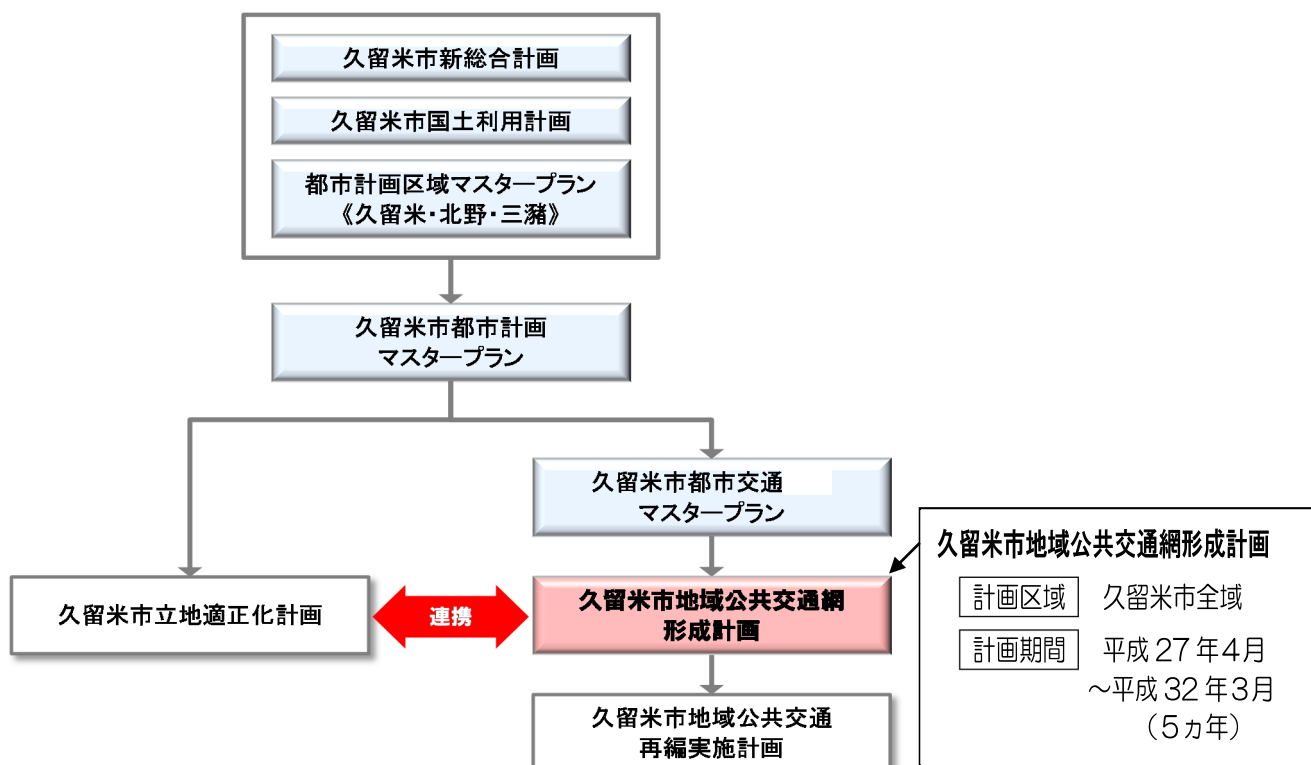 久留米市新総合計画
久留米市国土利用計画
都市計画区域マスタープラン
《久留米・北野・三潴》
久留米市都市計画
マスタープラン
久留米市都市交通
マスタープラン
久留米市立地適正化計画
連携
久留米市地域公共交通網
形成計画
久留米市地域公共交通
再編実施計画
久留米市地域公共交通網形成計画
計画区域 久留米市全域
計画期間 平成27年4月
～平成32年3月
（5ヵ年）